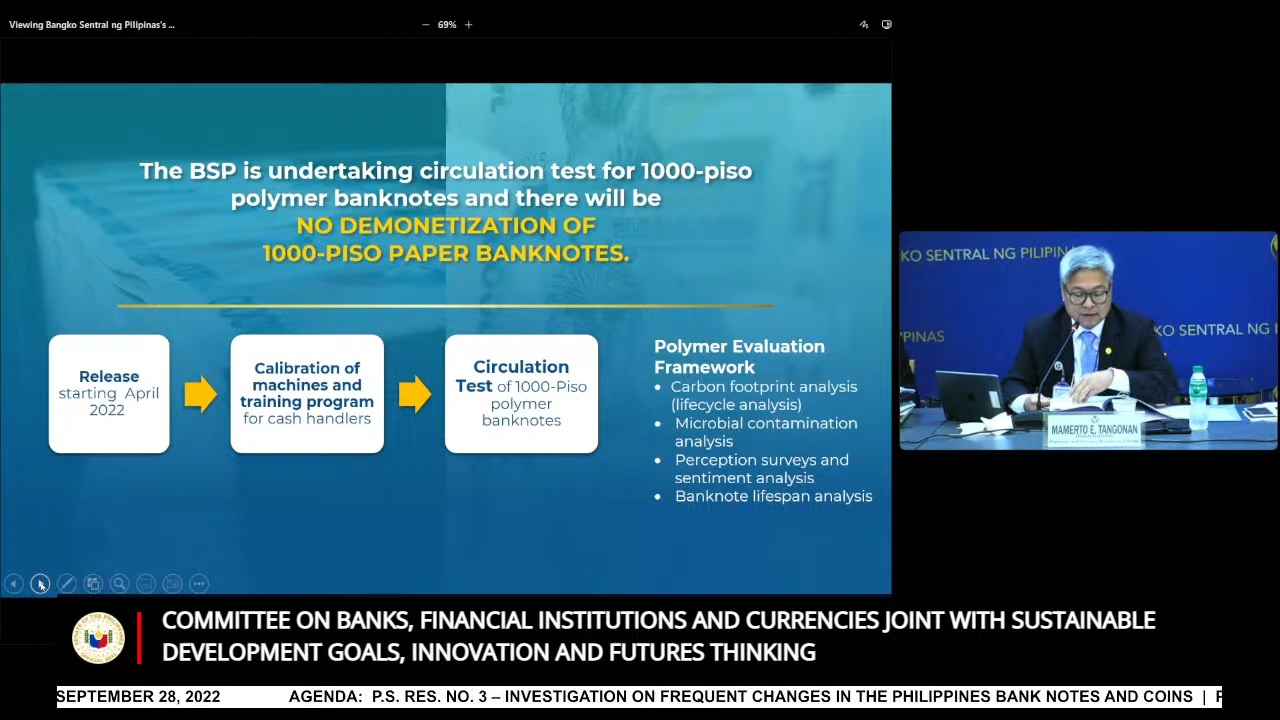 Viewing Bangko Sentral ng Pilipinas's ...
69%
The BSP is undertaking circulation test for 1000-piso
polymer banknotes and there will be
NO DEMONETIZATION OF
1000-PISO PAPER BANKNOTES.
Release
starting April
2022
Calibration of
machines and
training program
for cash handlers
Circulation
Test of 1000-Piso
polymer
banknotes
Polymer Evaluation
Framework
• Carbon footprint analysis
(lifecycle analysis)
• Microbial contamination
analysis
• Perception surveys and
sentiment analysis
• Banknote lifespan analysis
KO SENTRAL NG PILIPINA
PPINAS
KO SENTRAL NG
MAMERTO E. TANGONAN
COMMITTEE ON BANKS, FINANCIAL INSTITUTIONS AND CURRENCIES JOINT WITH SUSTAINABLE
DEVELOPMENT GOALS, INNOVATION AND FUTURES THINKING
SEPTEMBER 28, 2022 AGENDA: P.S. RES. NO. 3 – INVESTIGATION ON FREQUENT CHANGES IN THE PHILIPPINES BANK NOTES AND COINS |